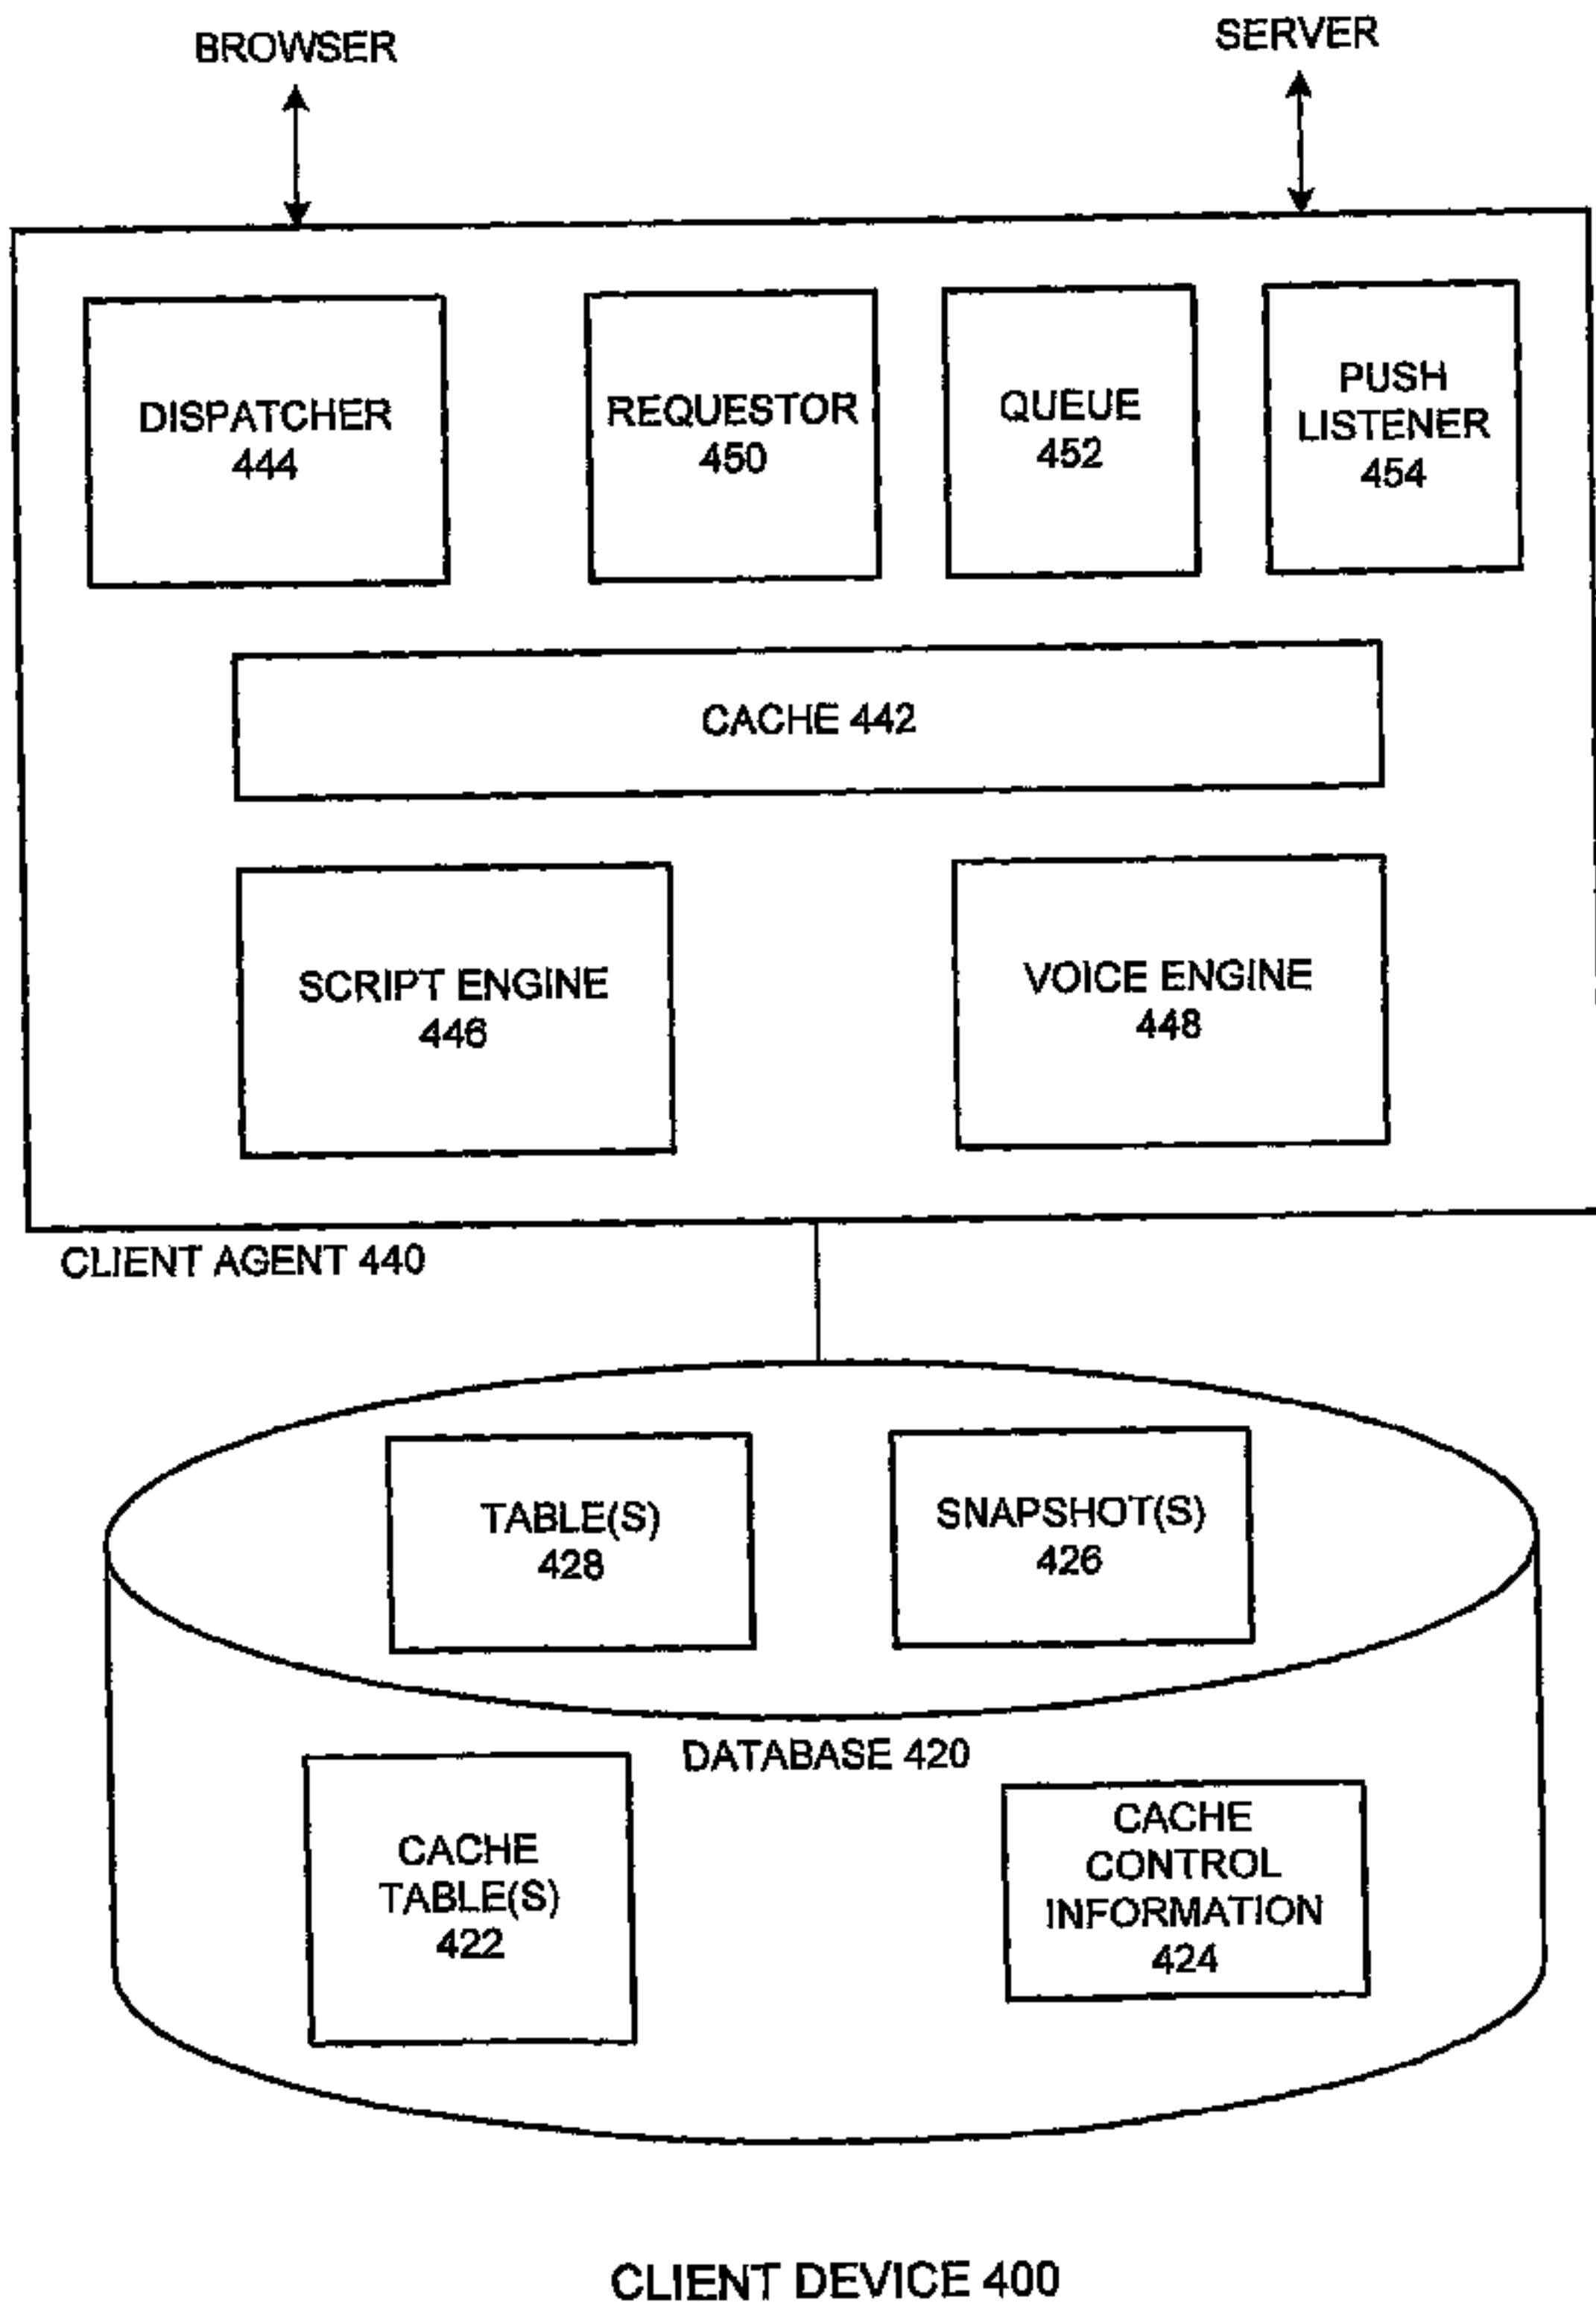 BROWSER
SERVER
DISPATCHER
444
REQUESTOR
450
QUEUE
452
PUSH
LISTENER
454
CACHE 442
SCRIPT ENGINE
446
VOICE ENGINE
448
CLIENT AGENT 440
TABLE(S)
428
SNAPSHOT(S)
426
DATABASE 420
CACHE
TABLE(S)
422
CACHE
CONTROL
INFORMATION
424
CLIENT DEVICE 400